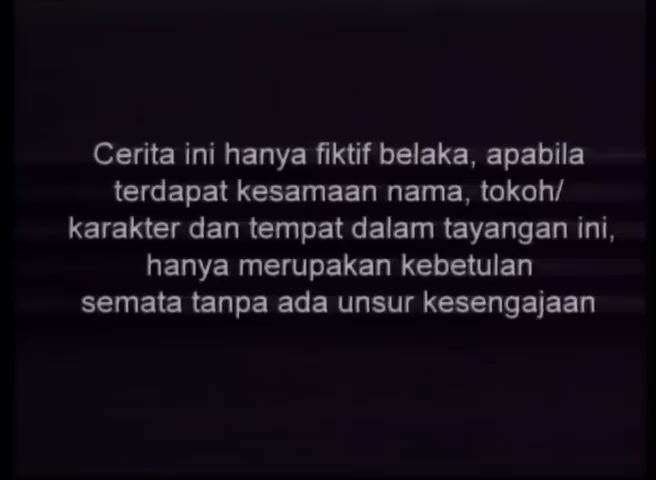 Cerita ini hanya fiktif belaka, apabila
terdapat kesamaan nama, tokoh/
karakter dan tempat dalam tayangan ini,
hanya merupakan kebetulan
semata tanpa ada unsur kesengajaan